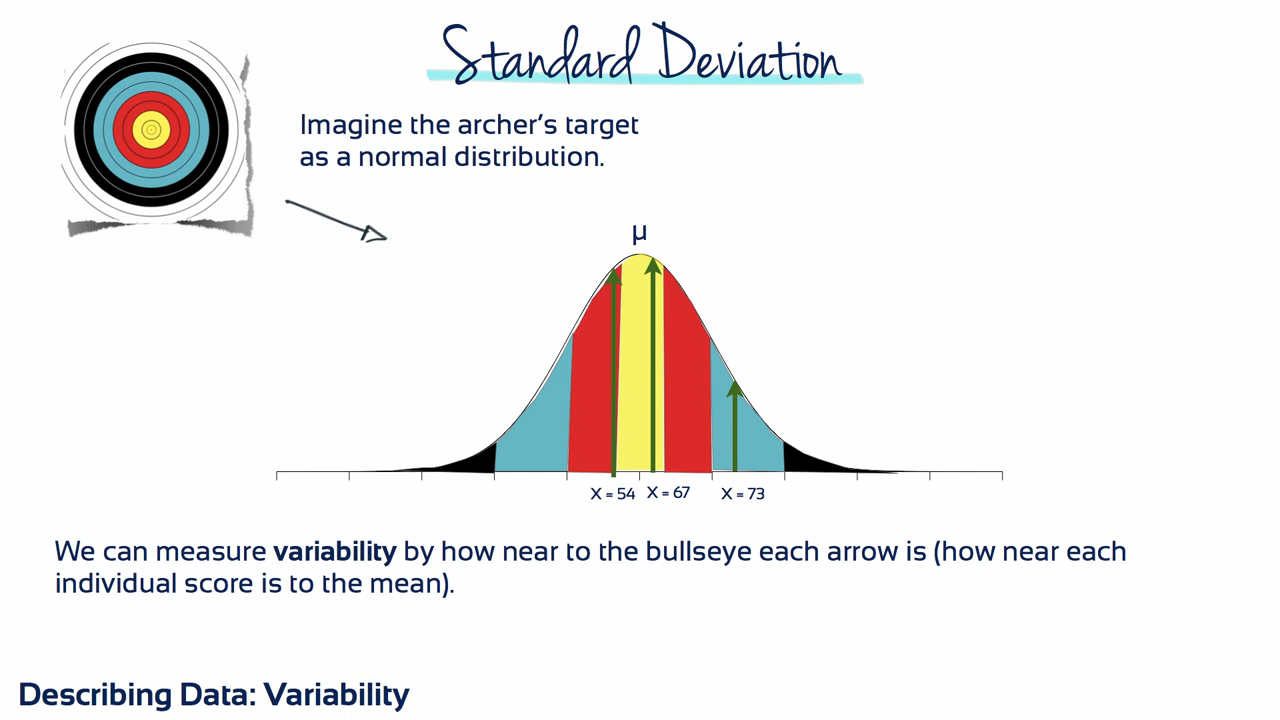 Standard Deviation
Imagine the archer's target
as a normal distribution.
μ
X = 54 X = 67 X = 73
We can measure variability by how near to the bullseye each arrow is (how near each
individual score is to the mean).
Describing Data: Variability